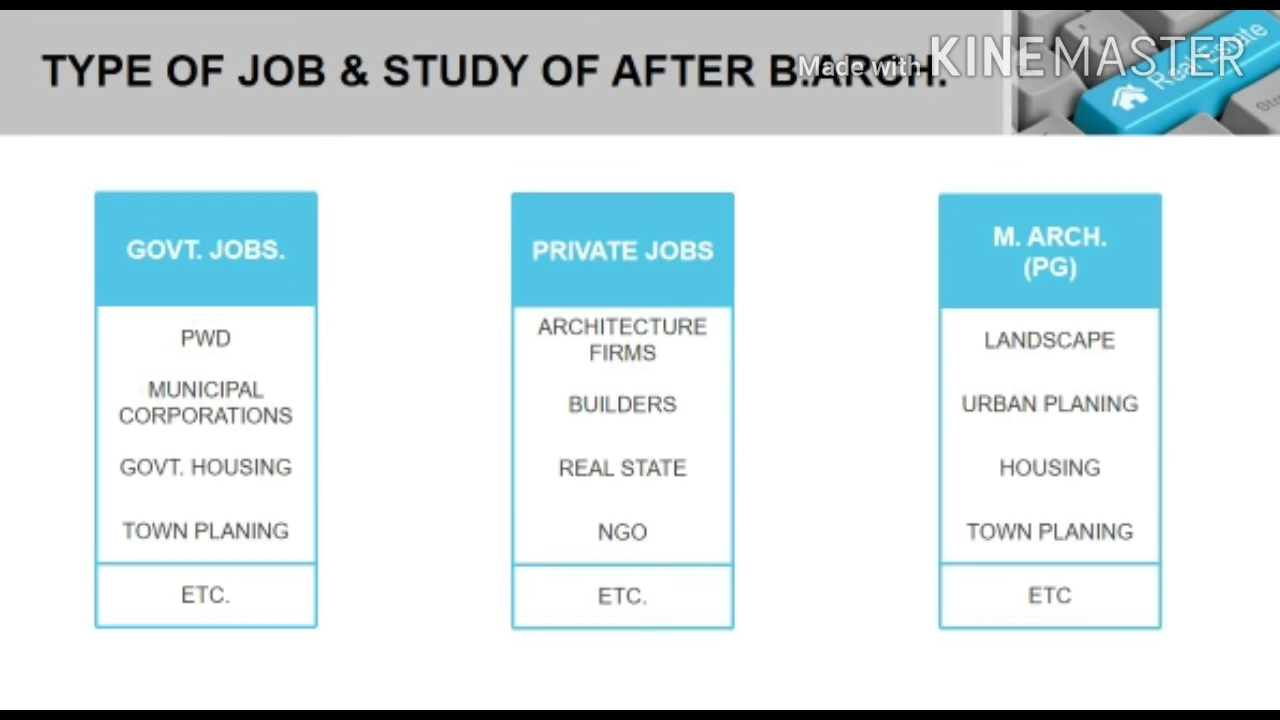 TYPE OF JOB & STUDY OF AFTER B.ARCH.
Made with KINEMASTER
Real Estate
GOVT. JOBS.
PWD
MUNICIPAL
CORPORATIONS
GOVT. HOUSING
TOWN PLANING
ETC.
PRIVATE JOBS
ARCHITECTURE
FIRMS
BUILDERS
REAL STATE
NGO
ETC.
M. ARCH.
(PG)
LANDSCAPE
URBAN PLANING
HOUSING
TOWN PLANING
ETC